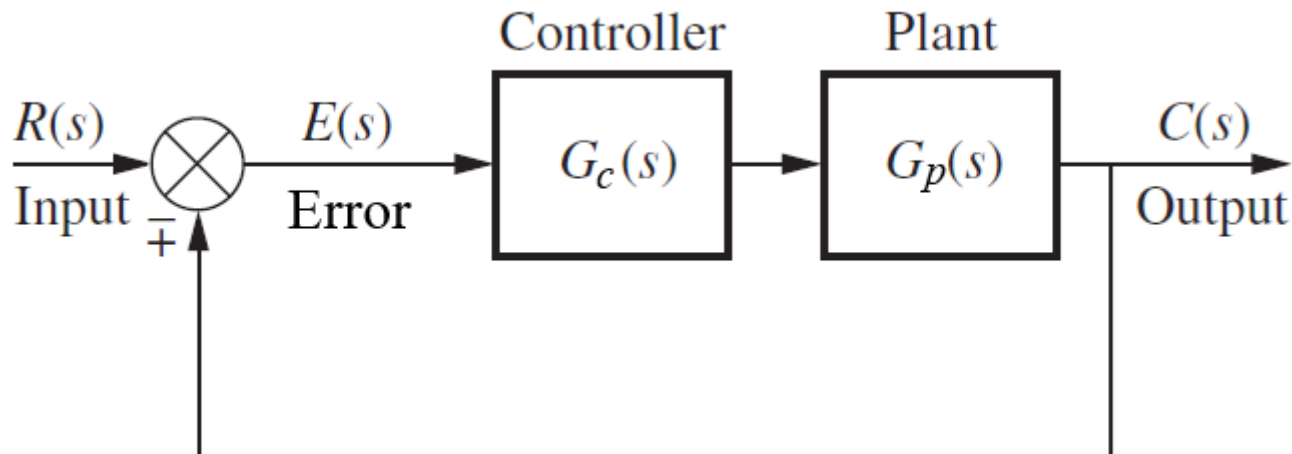 Controller
Plant
R(s)
E(s)
G_c(s)
G_p(s)
C(s)
Input
∓
Error
Output